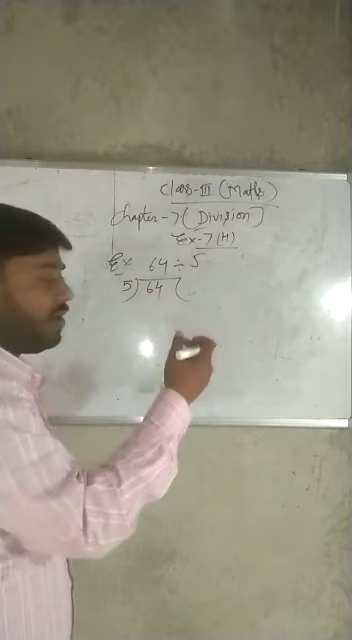 Class-III (Maths)
Chapter-7 (Division)
Ex-7(H)
Ex 64 ÷ 5
5)64(